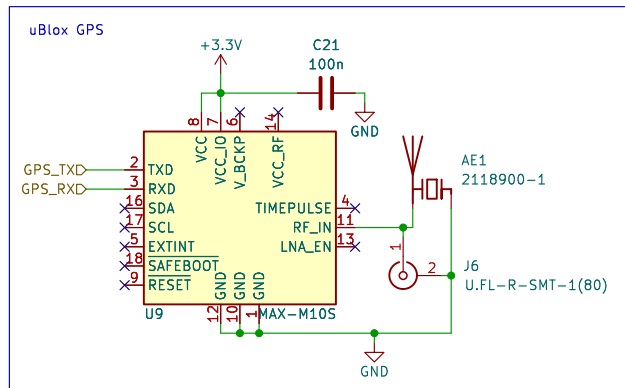 uBlox GPS
+3.3V
C21
100n
GND
8
7
6
14
VCC
VCC_IO
V_BCKP
VCC_RF
AE1
2118900-1
GPS_TX
2
TXD
GPS_RX
3
RXD
16
SDA
TIMEPULSE
4
17
SCL
RF_IN
11
5
EXTINT
LNA_EN
13
18
SAFEBOOT
9
RESET
1
2
J6
U.FL-R-SMT-1(80)
GND
GND
GND
12
10
1
U9
MAX-M10S
GND